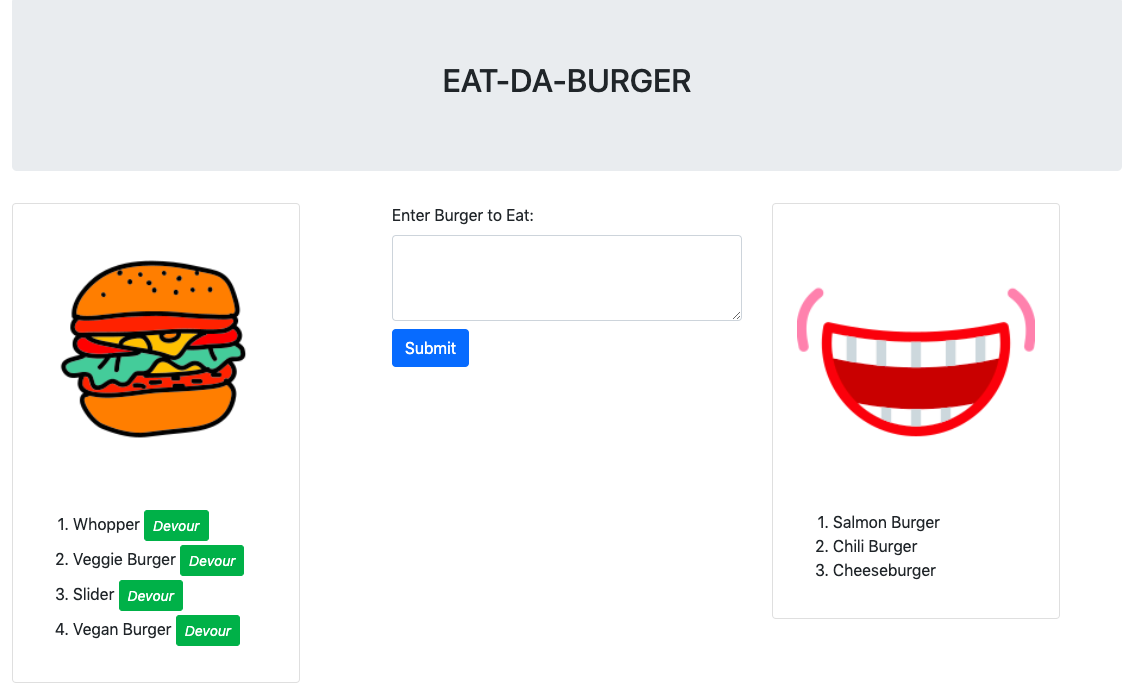 EAT-DA-BURGER
1. Whopper Devour
2. Veggie Burger Devour
3. Slider Devour
4. Vegan Burger Devour
Enter Burger to Eat:
Submit
1. Salmon Burger
2. Chili Burger
3. Cheeseburger